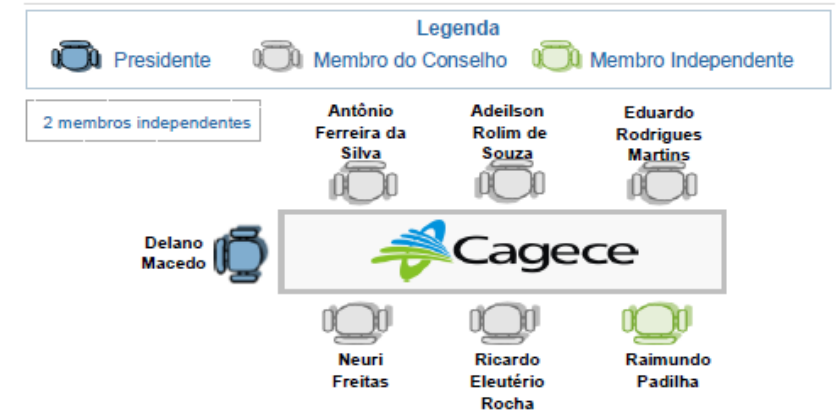 Legenda
Presidente
Membro do Conselho
Membro Independente
2 membros independentes
Antônio
Ferreira da
Silva
Adeilson
Rolim de
Souza
Eduardo
Rodrigues
Martins
Delano
Macedo
Cagece
Neuri
Freitas
Ricardo
Eleutério
Rocha
Raimundo
Padilha